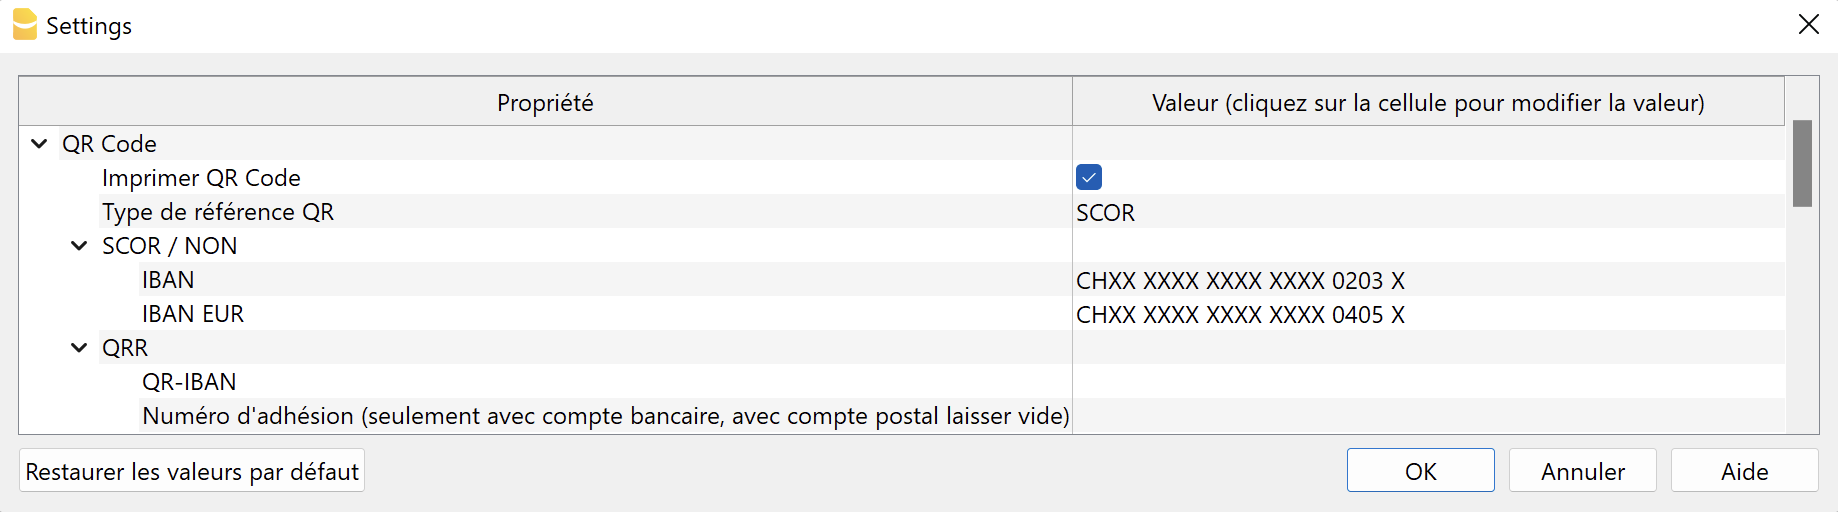 Settings
Propriété Valeur (cliquez sur la cellule pour modifier la valeur)
QR Code
Imprimer QR Code
Type de référence QR SCOR
SCOR / NON
IBAN CHXX XXXX XXXX XXXX 0203 X
IBAN EUR CHXX XXXX XXXX XXXX 0405 X
QRR
QR-IBAN
Numéro d'adhésion (seulement avec compte bancaire, avec compte postal laisser vide)
Restaurer les valeurs par défaut OK Annuler Aide